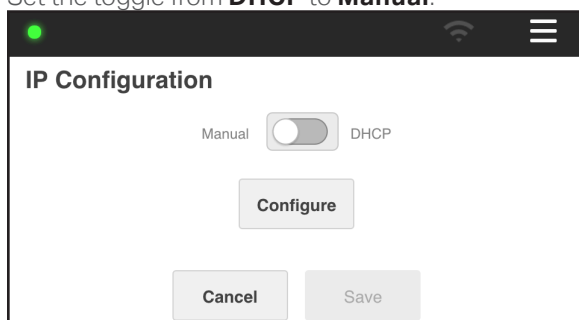 Set the toggle from DHCP to Manual.
IP Configuration
Manual DHCP
Configure
Cancel Save